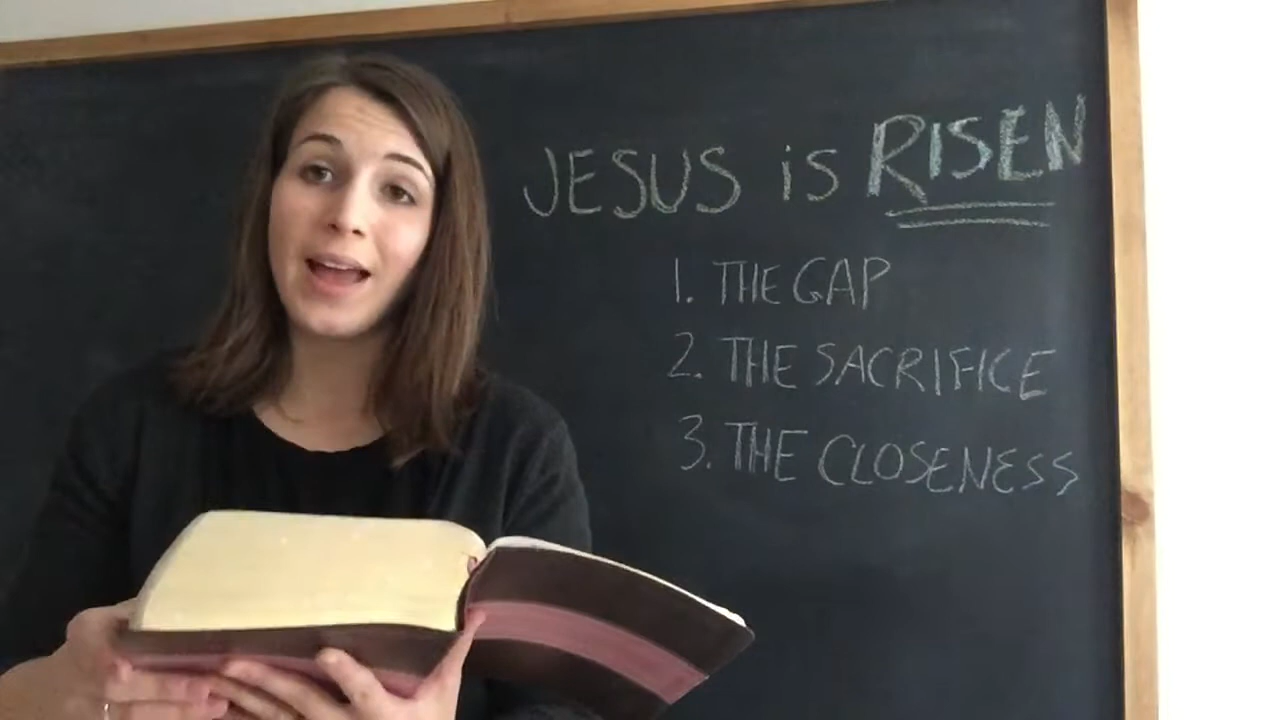 JESUS is RISEN
1. THE GAP
2. THE SACRIFICE
3. THE CLOSENESS